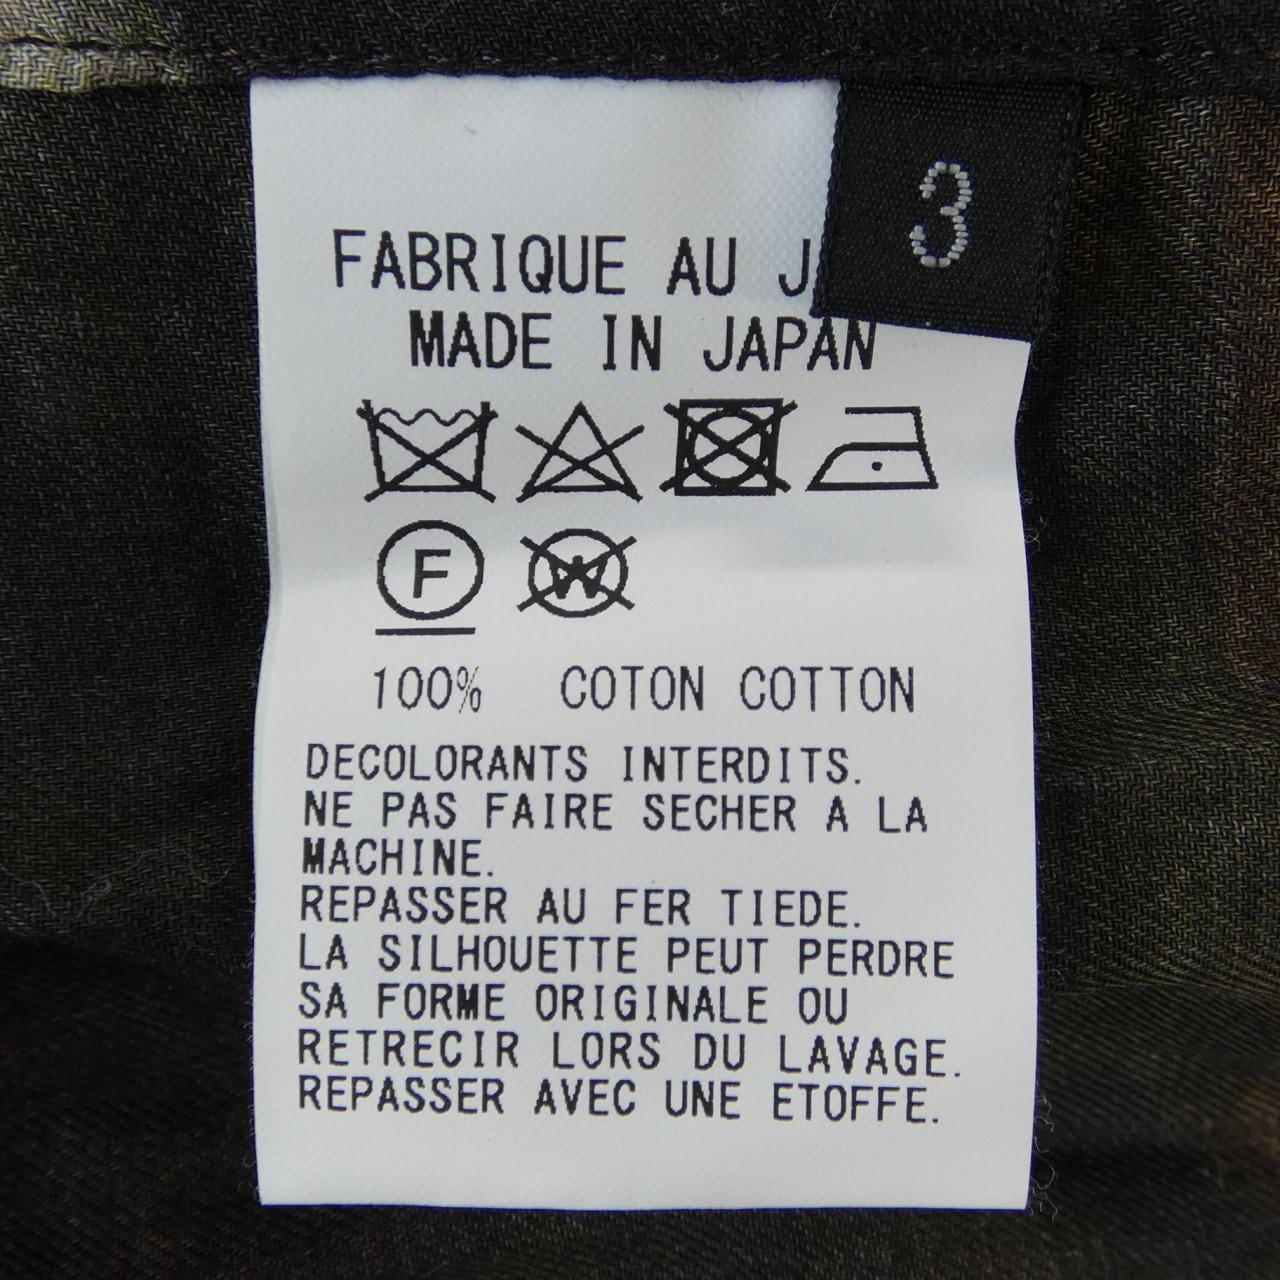 3
FABRIQUE AU
MADE IN JAPAN
F
W
100% COTON COTTON
DECOLORANTS INTERDITS.
NE PAS FAIRE SECHER A LA
MACHINE.
REPASSER AU FER TIEDE.
LA SILHOUETTE PEUT PERDRE
SA FORME ORIGINALE OU
RETRECIR LORS DU LAVAGE.
REPASSER AVEC UNE ETOFFE.